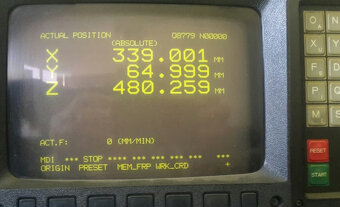 ACTUAL POSITION O8779 N00000
(ABSOLUTE)
X 339.001 MM
X 64.999 MM
Z 480.259 MM
ACT.F: 0 (MM/MIN)
MDI *** STOP **** *** *** ***
ORIGIN PRESET MEM_FRP WRK_CRD +
O
N
X
Y
F
RESET
START